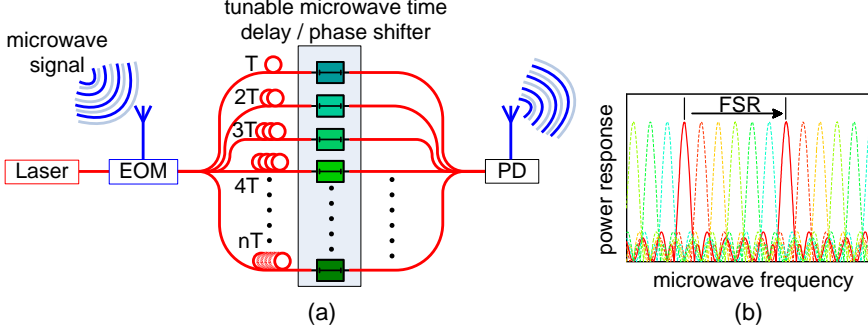 tunable microwave time
delay / phase shifter
microwave
signal
T
2T
3T
4T
nT
Laser
EOM
PD
(a)
FSR
power response
microwave frequency
(b)